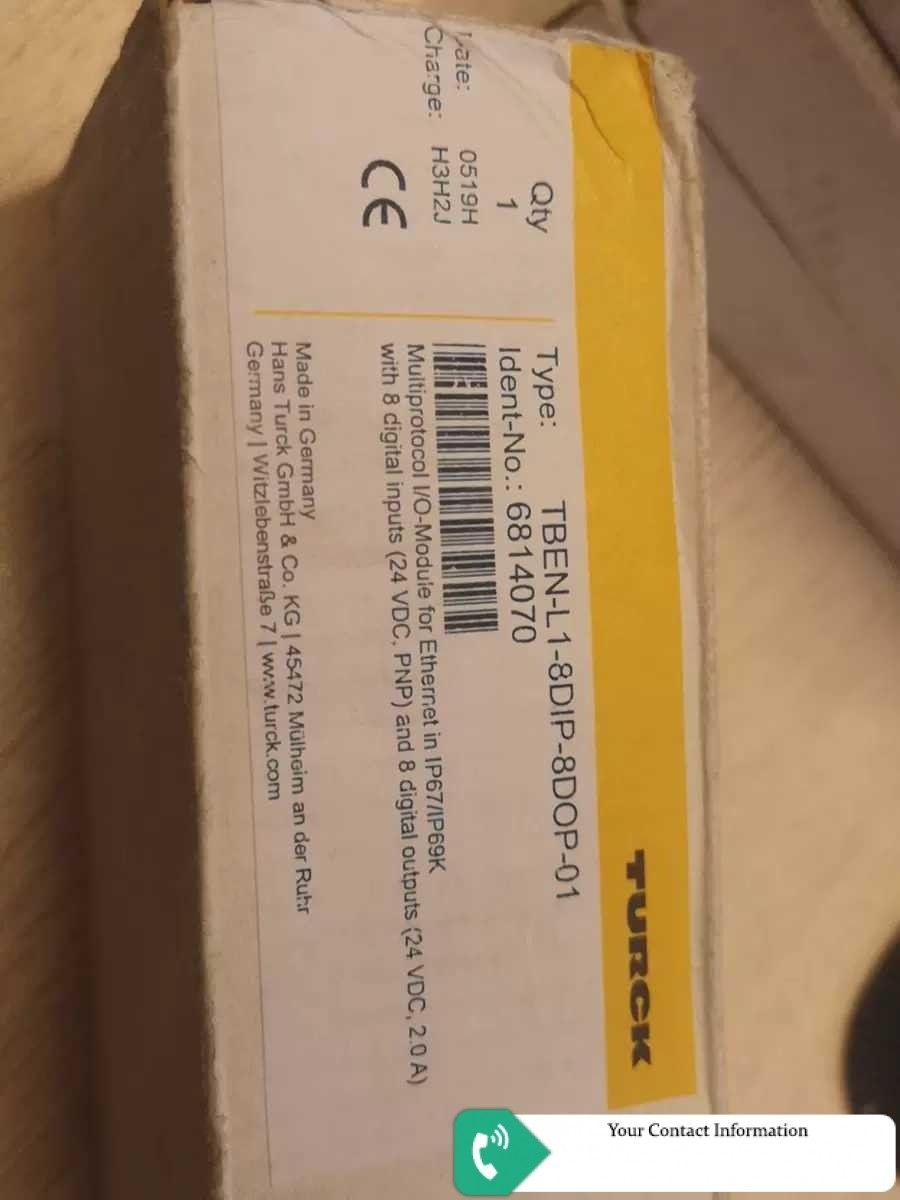 TURCK
Type: TBEN-L1-8DIP-8DOP-01
Ident-No.: 6814070
Qty
1
Date: 0519H
Charge: H3H2J
CE
Multiprotocol I/O-Module for Ethernet in IP67/IP69K
with 8 digital inputs (24 VDC, PNP) and 8 digital outputs (24 VDC, 2.0 A)
Made in Germany
Hans Turck GmbH & Co. KG | 45472 Mülheim an der Ruhr
Germany | Witzlebenstraße 7 | www.turck.com
Your Contact Information